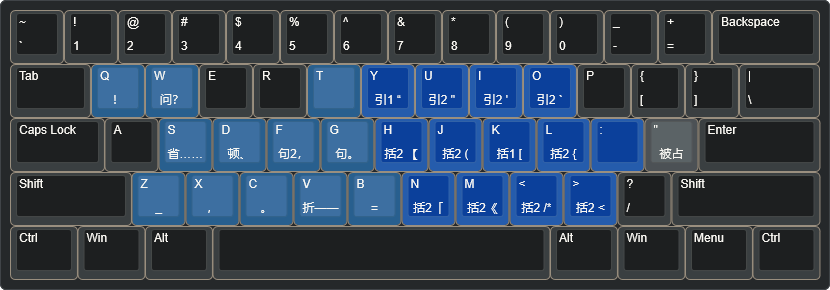 ~ ! @ # $ % ^ & * ( ) _ + Backspace
` 1 2 3 4 5 6 7 8 9 0 - =
Tab Q W E R T Y U I O P { } |
! 问? 引1 “ 引2 " 引2 ' 引2 ` [ ] \
Caps Lock A S D F G H J K L : " Enter
省…… 顿、 句2， 句。 括2【 括2 ( 括1 [ 括2 { 被占
Shift Z X C V B N M < > ? Shift
_ , 。 折—— = 括2「 括2《 括2 /* 括2 < /
Ctrl Win Alt Alt Win Menu Ctrl